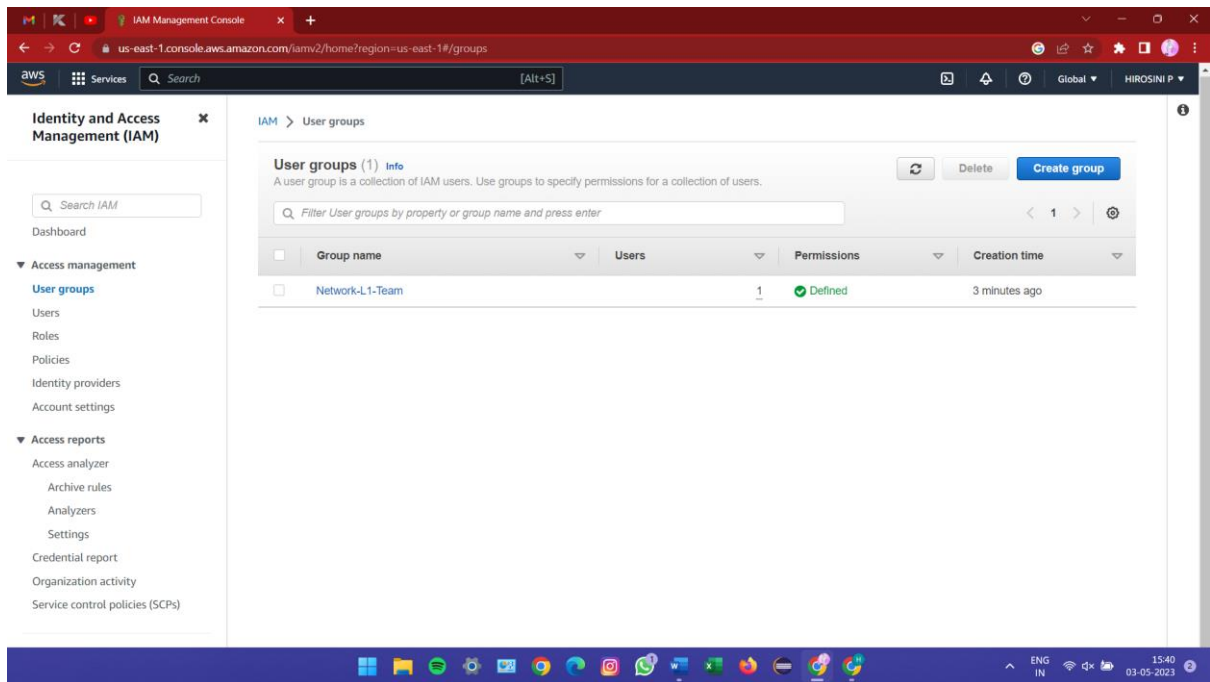 IAM Management Console
us-east-1.console.aws.amazon.com/iamv2/home?region=us-east-1#/groups
aws
Services
Search
[Alt+S]
Global
HIROSINI P
Identity and Access
Management (IAM)
Search IAM
Dashboard
Access management
User groups
Users
Roles
Policies
Identity providers
Account settings
Access reports
Access analyzer
Archive rules
Analyzers
Settings
Credential report
Organization activity
Service control policies (SCPs)
IAM > User groups
User groups (1) Info
A user group is a collection of IAM users. Use groups to specify permissions for a collection of users.
Delete
Create group
Filter User groups by property or group name and press enter
1
Group name Users Permissions Creation time
Network-L1-Team 1 Defined 3 minutes ago
ENG
IN
15:40
03-05-2023
2